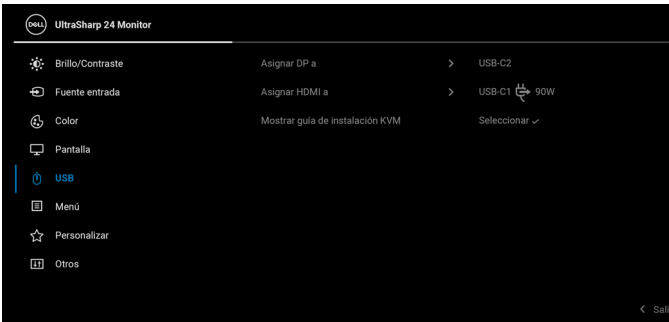 DELL UltraSharp 24 Monitor
Brillo/Contraste Asignar DP a > USB-C2
Fuente entrada Asignar HDMI a > USB-C1 90W
Color Mostrar guía de instalación KVM Seleccionar ✓
Pantalla
USB
Menú
Personalizar
Otros